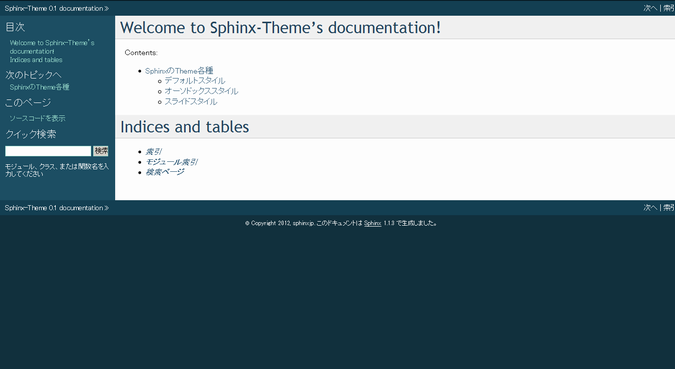 Sphinx-Theme 0.1 documentation »
次へ | 索引
目次
Welcome to Sphinx-Theme's
documentation!
Indices and tables
次のトピックへ
SphinxのTheme各種
このページ
ソースコードを表示
クイック検索
検索
モジュール、クラス、または関数名を入
力してください
Welcome to Sphinx-Theme’s documentation!
Contents:
SphinxのTheme各種
デフォルトスタイル
オーソドックススタイル
スライドスタイル
Indices and tables
索引
モジュール索引
検索ページ
Sphinx-Theme 0.1 documentation »
次へ | 索引
© Copyright 2012, sphinx.jp. このドキュメントは Sphinx 1.1.3 で生成しました。